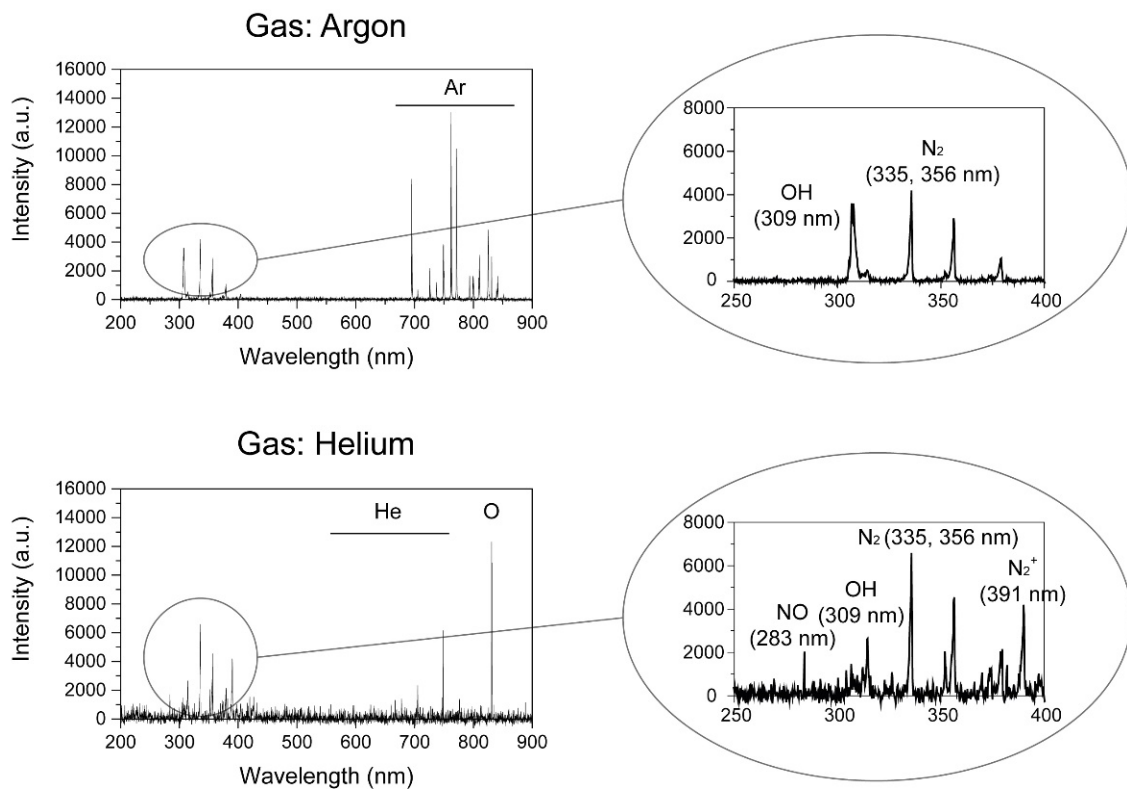 Gas: Argon
Intensity (a.u.)
16000
14000
12000
10000
8000
6000
4000
2000
0
Ar
200 300 400 500 600 700 800 900
Wavelength (nm)
8000
6000
4000
2000
0
N₂
(335, 356 nm)
OH
(309 nm)
250 300 350 400
Gas: Helium
Intensity (a.u.)
16000
14000
12000
10000
8000
6000
4000
2000
0
He O
200 300 400 500 600 700 800 900
Wavelength (nm)
8000
6000
4000
2000
0
N₂ (335, 356 nm)
N₂⁺
(391 nm)
OH
(309 nm)
NO
(283 nm)
250 300 350 400